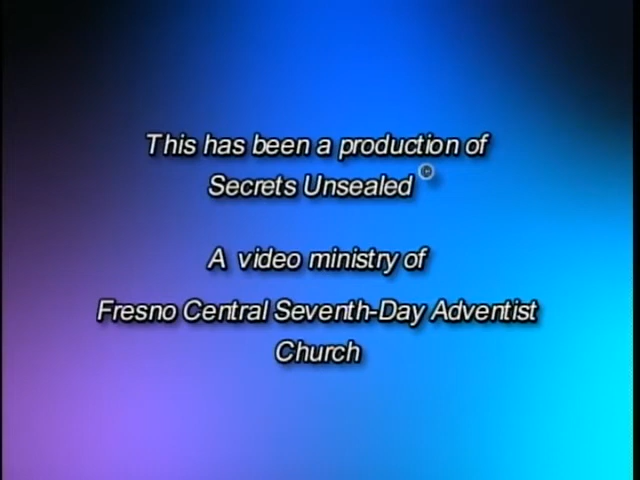 This has been a production of
Secrets Unsealed ©
A video ministry of
Fresno Central Seventh-Day Adventist
Church